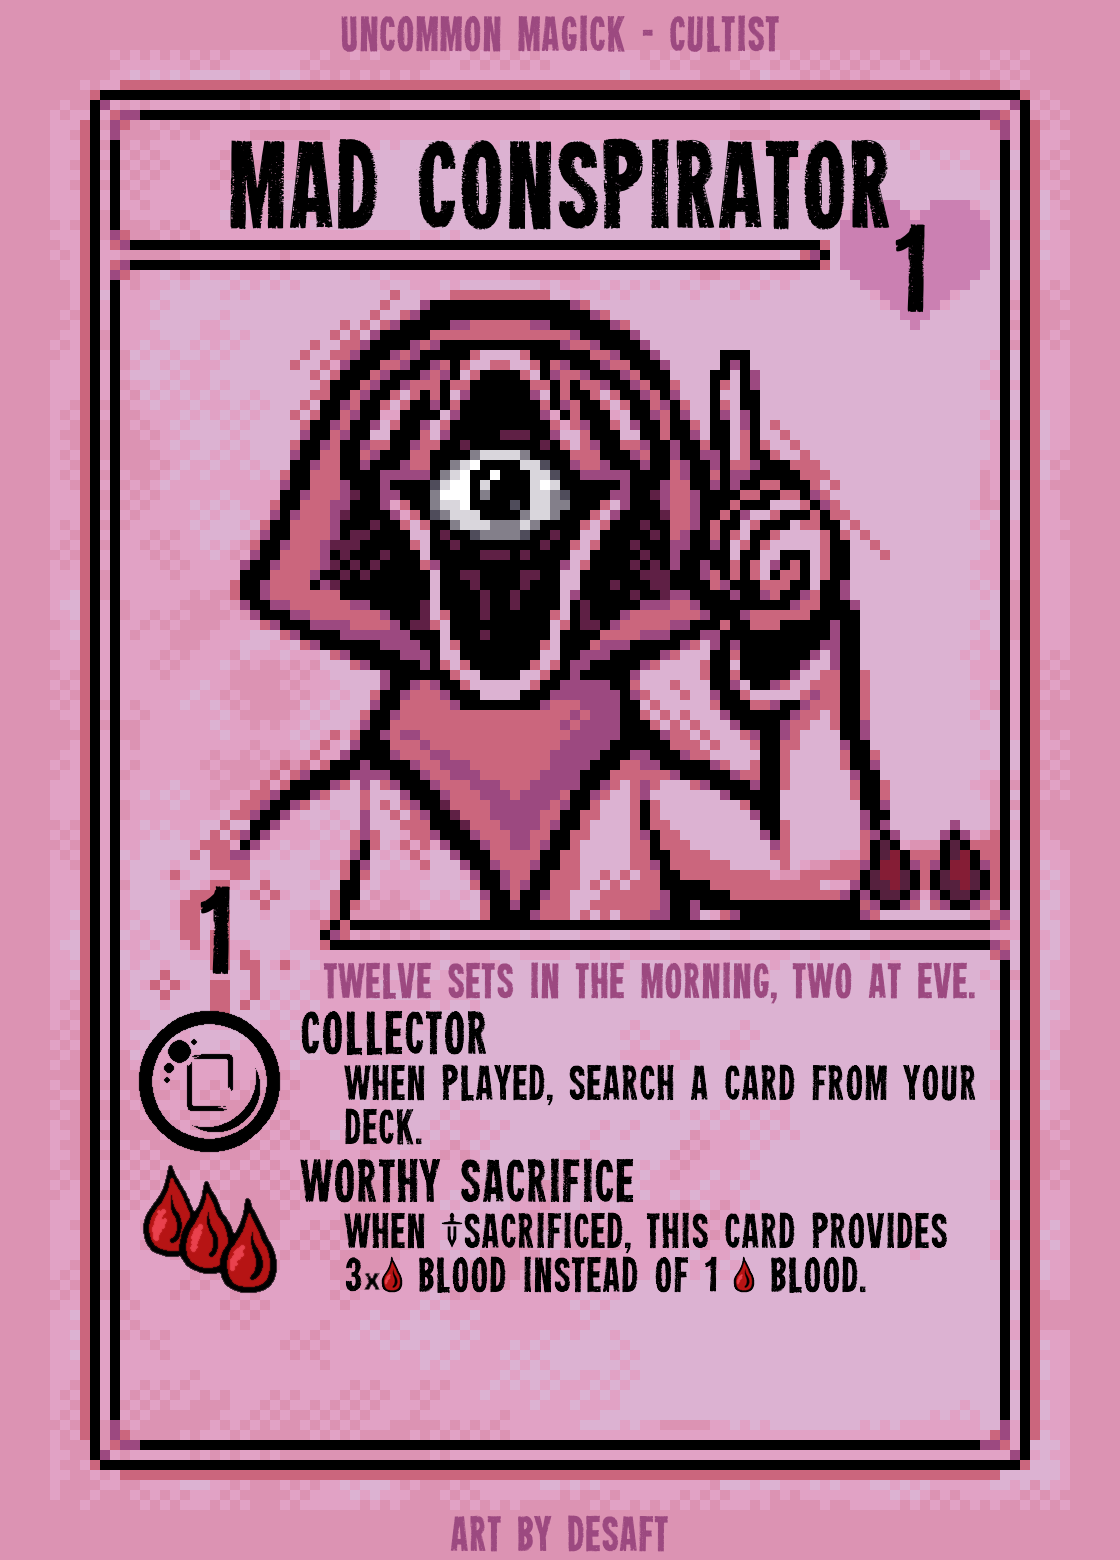 UNCOMMON MAGICK - CULTIST
MAD CONSPIRATOR
1
1
TWELVE SETS IN THE MORNING, TWO AT EVE.
COLLECTOR
WHEN PLAYED, SEARCH A CARD FROM YOUR
DECK.
WORTHY SACRIFICE
WHEN SACRIFICED, THIS CARD PROVIDES
3x BLOOD INSTEAD OF 1 BLOOD.
ART BY DESAFT